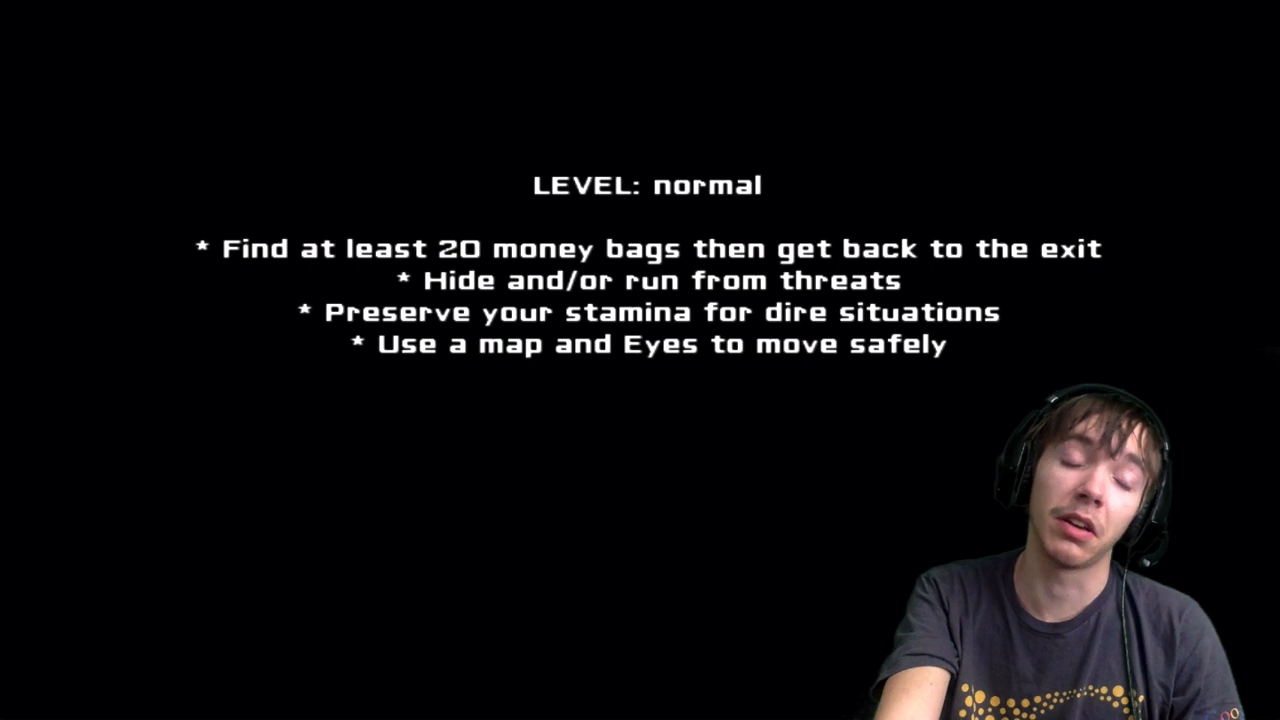 LEVEL: normal
* Find at least 20 money bags then get back to the exit
* Hide and/or run from threats
* Preserve your stamina for dire situations
* Use a map and Eyes to move safely